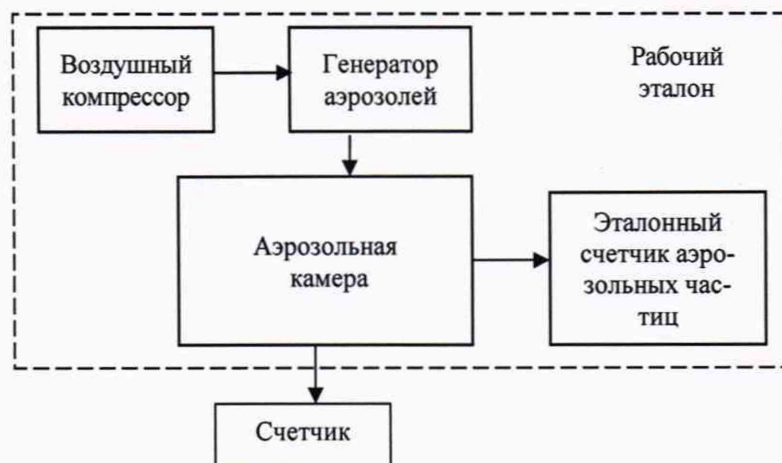 Воздушный
компрессор
Генератор
аэрозолей
Рабочий
эталон
Аэрозольная
камера
Эталонный
счетчик аэро-
зольных час-
тиц
Счетчик